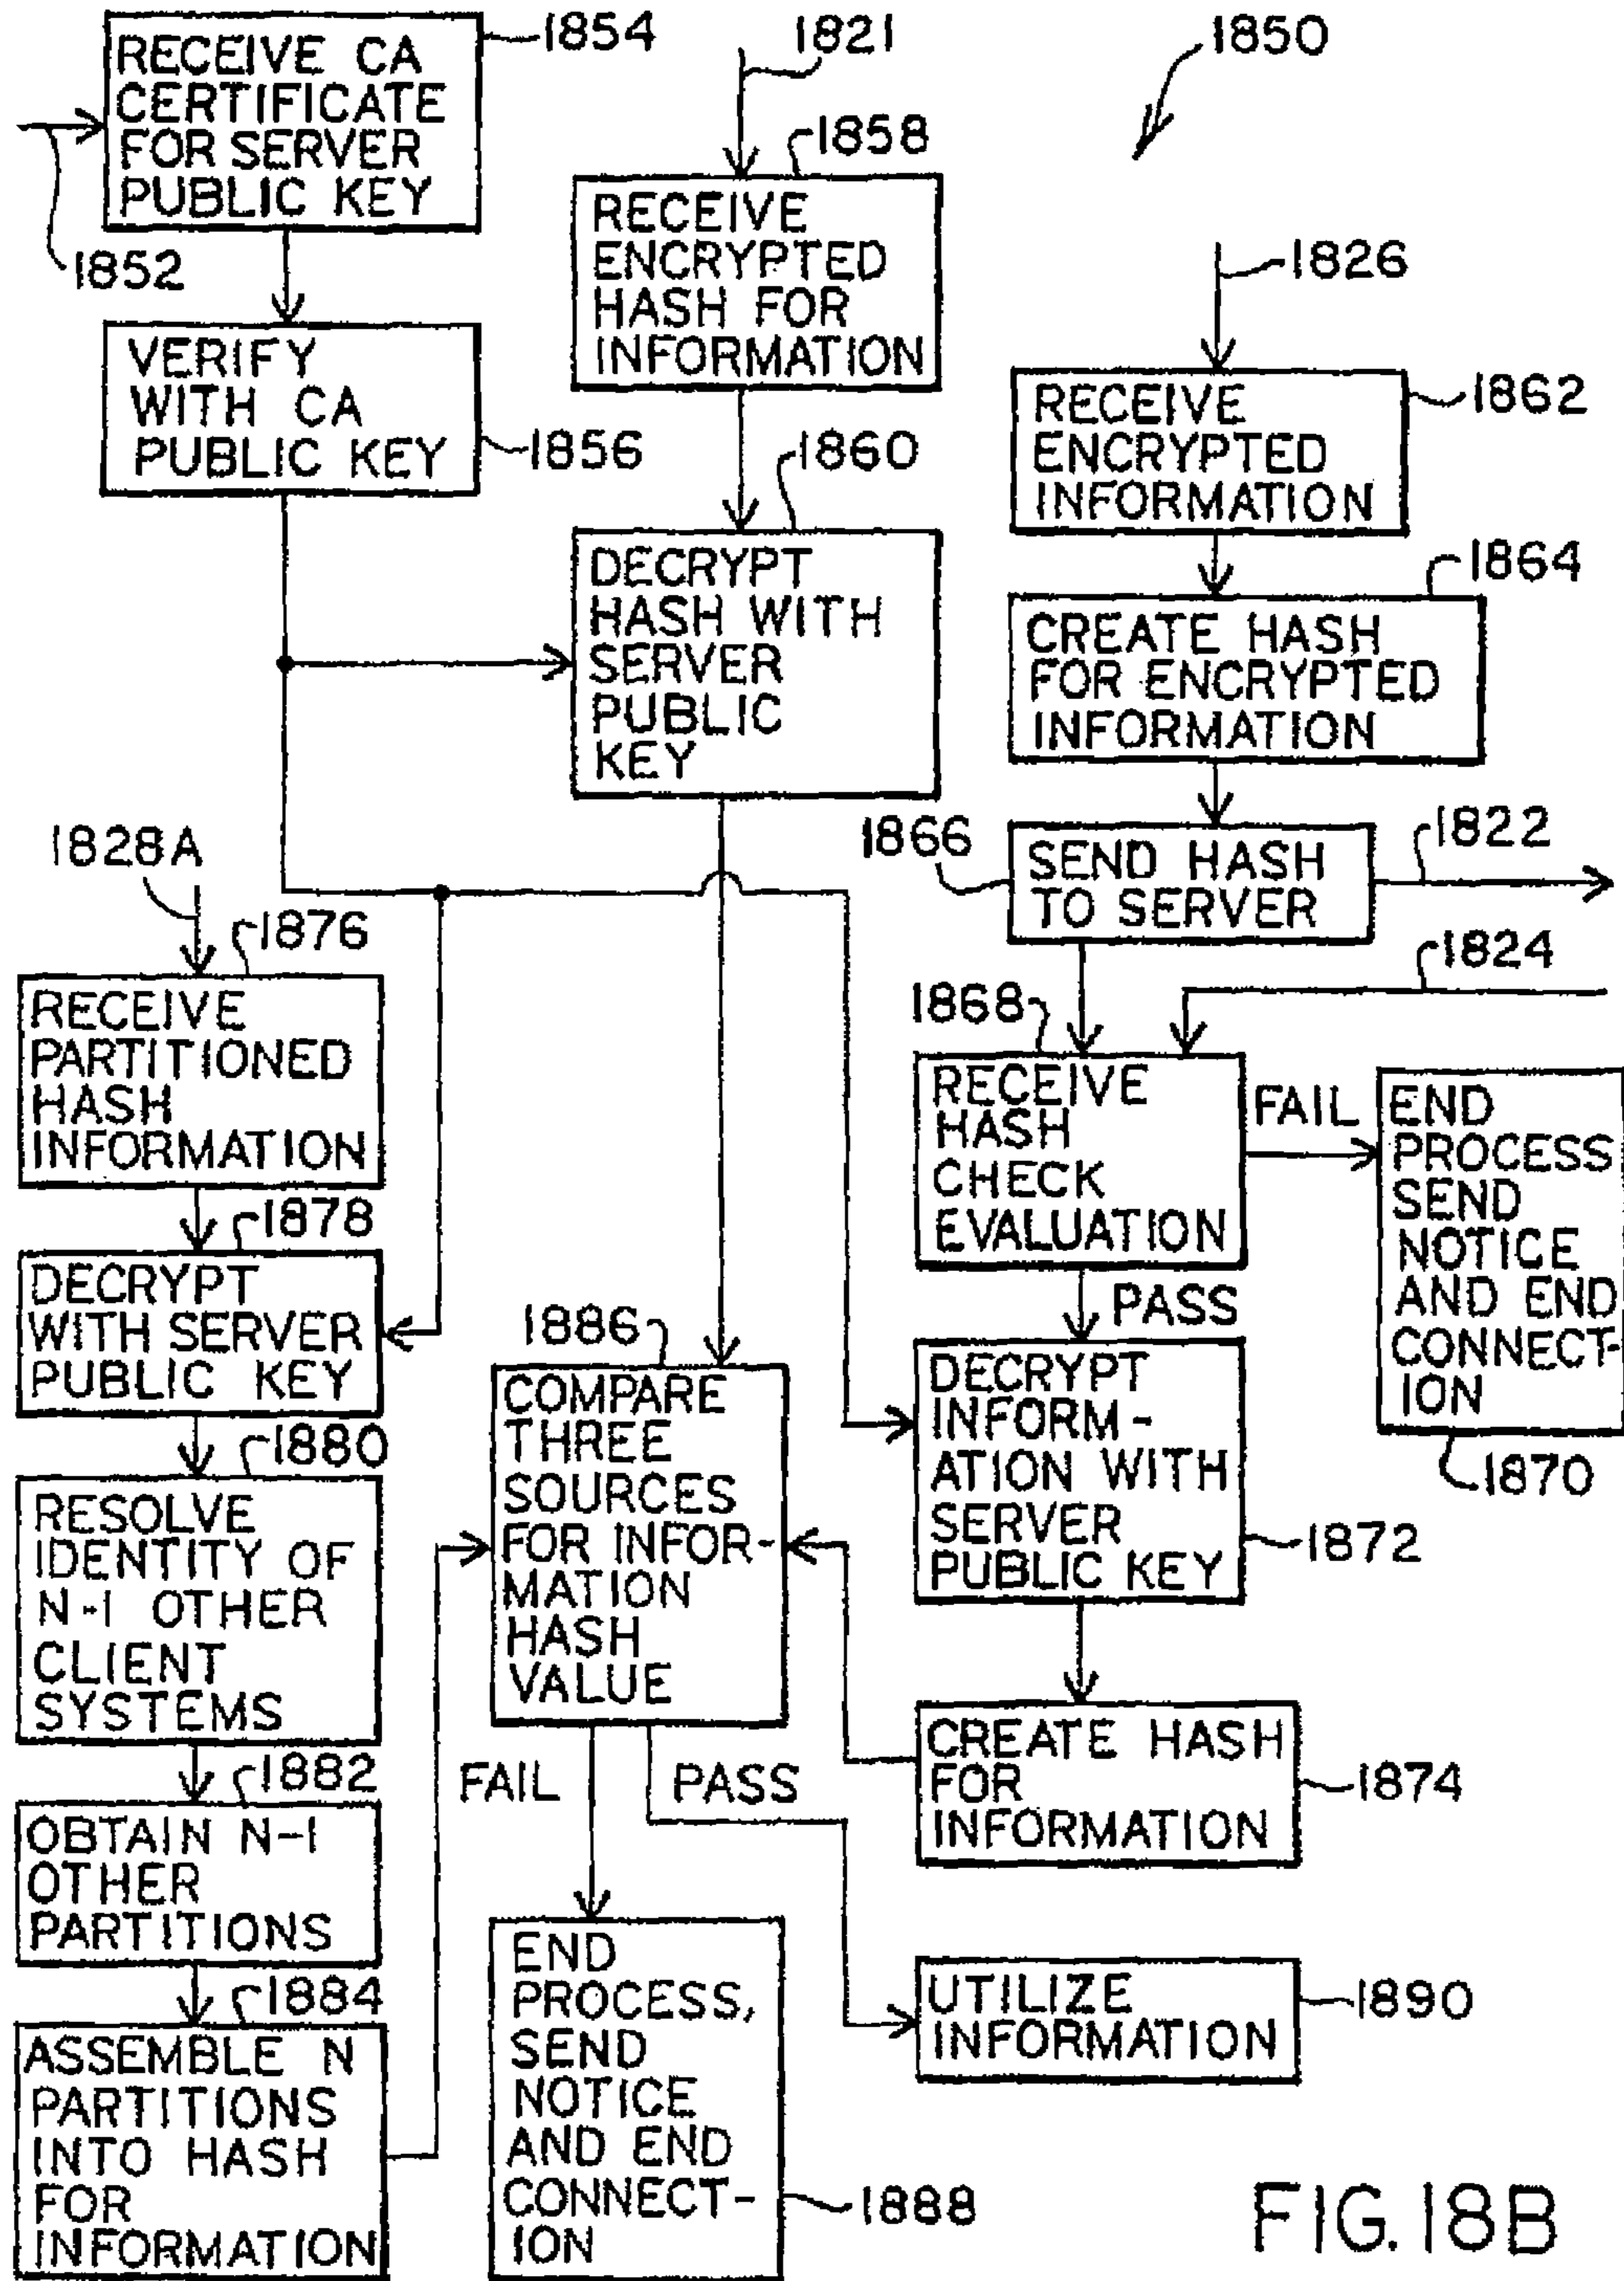 RECEIVE CA
CERTIFICATE
FOR SERVER
PUBLIC KEY
1854
1852
VERIFY
WITH CA
PUBLIC KEY
1856
1821
1858
RECEIVE
ENCRYPTED
HASH FOR
INFORMATION
1860
DECRYPT
HASH WITH
SERVER
PUBLIC
KEY
1850
1826
1862
RECEIVE
ENCRYPTED
INFORMATION
1864
CREATE HASH
FOR ENCRYPTED
INFORMATION
1866
SEND HASH
TO SERVER
1822
1824
1868
RECEIVE
HASH
CHECK
EVALUATION
FAIL
END
PROCESS,
SEND
NOTICE
AND END
CONNECT-
ION
1870
PASS
DECRYPT
INFORM-
ATION WITH
SERVER
PUBLIC KEY
1872
CREATE HASH
FOR
INFORMATION
1874
1828A
1876
RECEIVE
PARTITIONED
HASH
INFORMATION
1878
DECRYPT
WITH SERVER
PUBLIC KEY
1880
RESOLVE
IDENTITY OF
N-1 OTHER
CLIENT
SYSTEMS
1882
OBTAIN N-1
OTHER
PARTITIONS
1884
ASSEMBLE N
PARTITIONS
INTO HASH
FOR
INFORMATION
1886
COMPARE
THREE
SOURCES
FOR INFOR-
MATION
HASH
VALUE
FAIL
PASS
END
PROCESS,
SEND
NOTICE
AND END
CONNECT-
ION
1888
UTILIZE
INFORMATION
1890
FIG. 18B